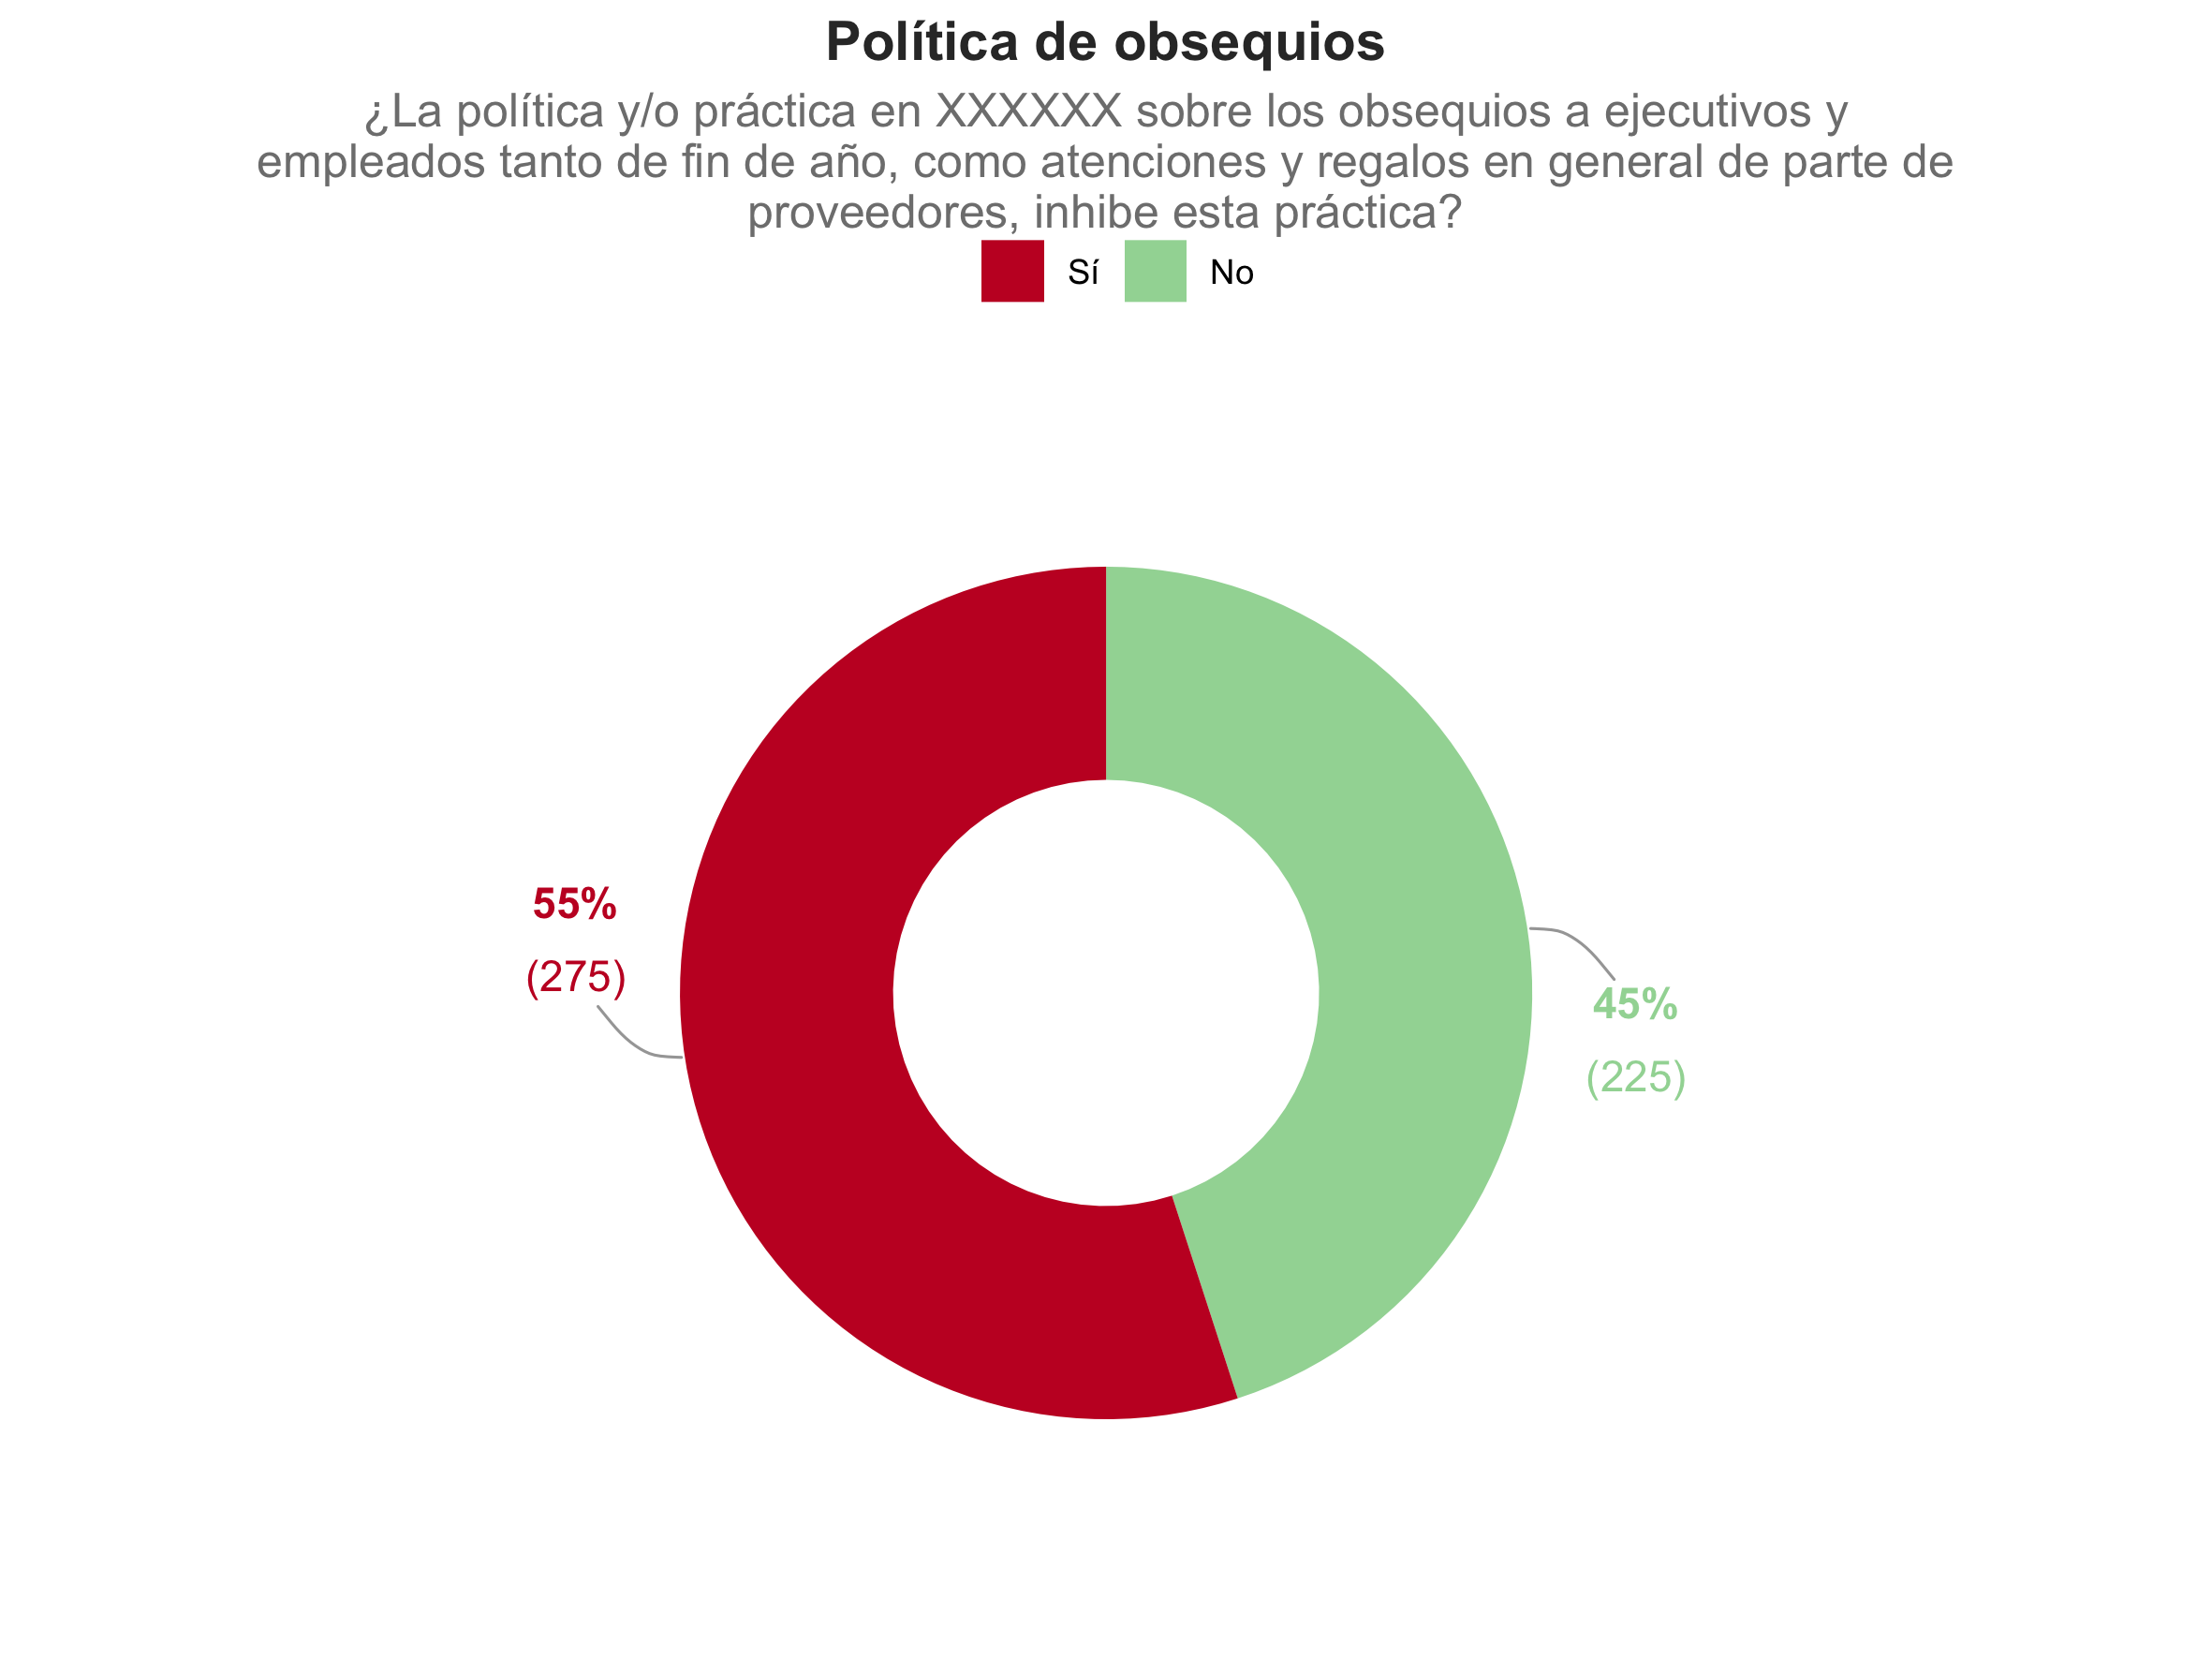 Política de obsequios
¿La política y/o práctica en XXXXXX sobre los obsequios a ejecutivos y
empleados tanto de fin de año, como atenciones y regalos en general de parte de
proveedores, inhibe esta práctica?
Sí No
55%
(275)
45%
(225)